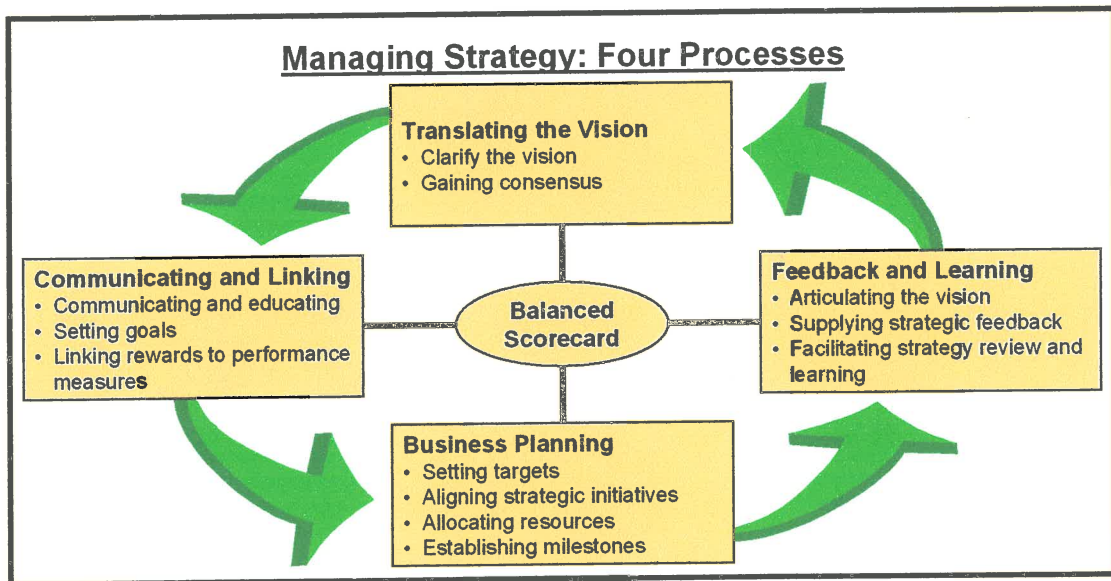 Managing Strategy: Four Processes
Translating the Vision
• Clarify the vision
• Gaining consensus
Communicating and Linking
• Communicating and educating
• Setting goals
• Linking rewards to performance
measures
Balanced
Scorecard
Feedback and Learning
• Articulating the vision
• Supplying strategic feedback
• Facilitating strategy review and
learning
Business Planning
• Setting targets
• Aligning strategic initiatives
• Allocating resources
• Establishing milestones